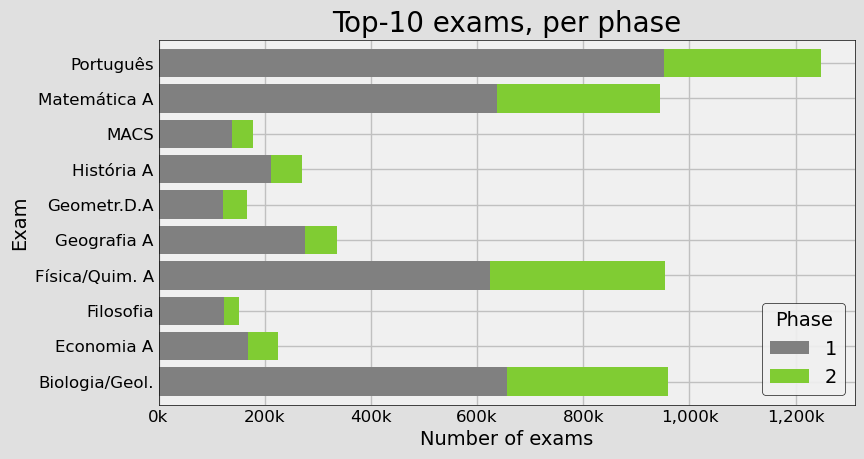 Top-10 exams, per phase
Exam
Português
Matemática A
MACS
História A
Geometr.D.A
Geografia A
Física/Quim. A
Filosofia
Economia A
Biologia/Geol.
Phase
1
2
0k 200k 400k 600k 800k 1,000k 1,200k
Number of exams